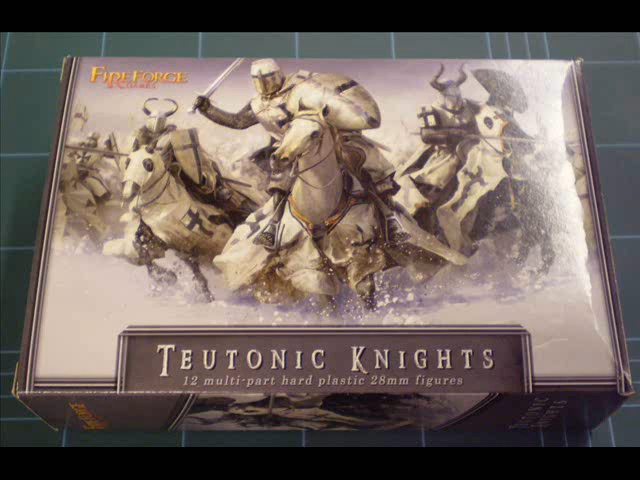 FIREFORGE
GAMES
TEUTONIC KNIGHTS
12 multi-part hard plastic 28mm figures